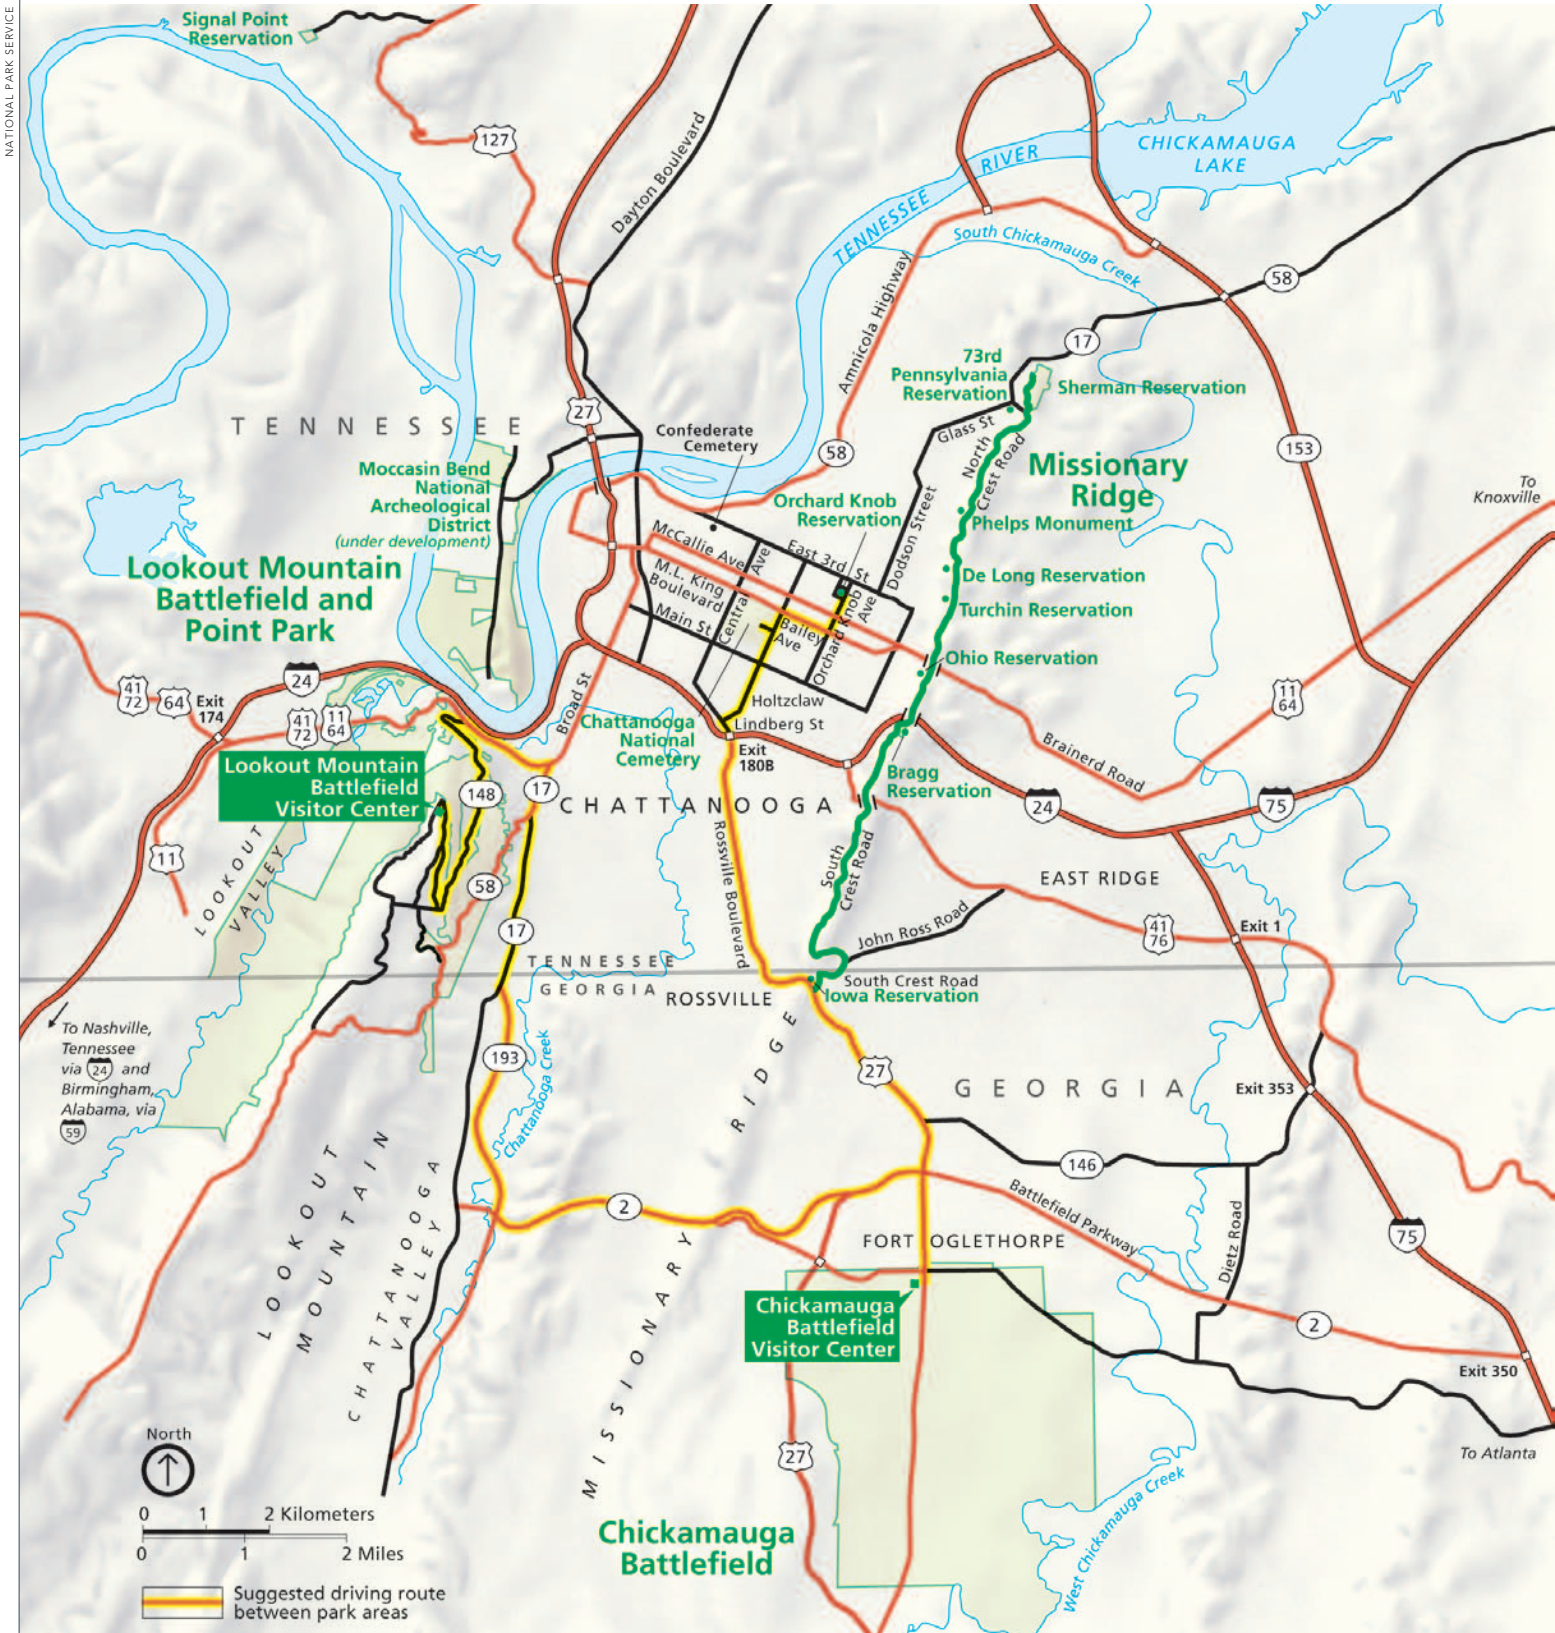 NATIONAL PARK SERVICE
Signal Point
Reservation
127
Dayton Boulevard
TENNESSEE RIVER
CHICKAMAUGA
LAKE
South Chickamauga Creek
Amnicola Highway
58
17
73rd
Pennsylvania
Reservation
Sherman Reservation
27
TENNESSEE
Confederate
Cemetery
58
Glass St
North
Crest Road
Missionary
Ridge
153
To
Knoxville
Moccasin Bend
National
Archeological
District
(under development)
Orchard Knob
Reservation
Dodson Street
Phelps Monument
McCallie Ave
East 3rd St
M.L. King
Boulevard
Central Ave
Main St
Bailey
Ave
Orchard Knob
Ave
De Long Reservation
Turchin Reservation
Ohio Reservation
Lookout Mountain
Battlefield and
Point Park
24
41
72
64
Exit
174
41
72
11
64
Broad St
Holtzclaw
Lindberg St
Chattanooga
National
Cemetery
Exit
180B
11
64
Brainerd Road
Bragg
Reservation
24
75
Lookout Mountain
Battlefield
Visitor Center
148
17
CHATTANOOGA
11
LOOKOUT
VALLEY
58
17
Rossville Boulevard
South
Crest Road
EAST RIDGE
John Ross Road
41
76
Exit 1
TENNESSEE
GEORGIA
ROSSVILLE
South Crest Road
Iowa Reservation
To Nashville,
Tennessee
via 24 and
Birmingham,
Alabama, via
59
193
Chattanooga Creek
27
GEORGIA
Exit 353
146
LOOKOUT
MOUNTAIN
CHATTANOOGA
VALLEY
MISSIONARY RIDGE
2
Battlefield Parkway
Dietz Road
75
FORT OGLETHORPE
Chickamauga
Battlefield
Visitor Center
2
Exit 350
To Atlanta
27
West Chickamauga Creek
Chickamauga
Battlefield
North
0 1 2 Kilometers
0 1 2 Miles
Suggested driving route
between park areas